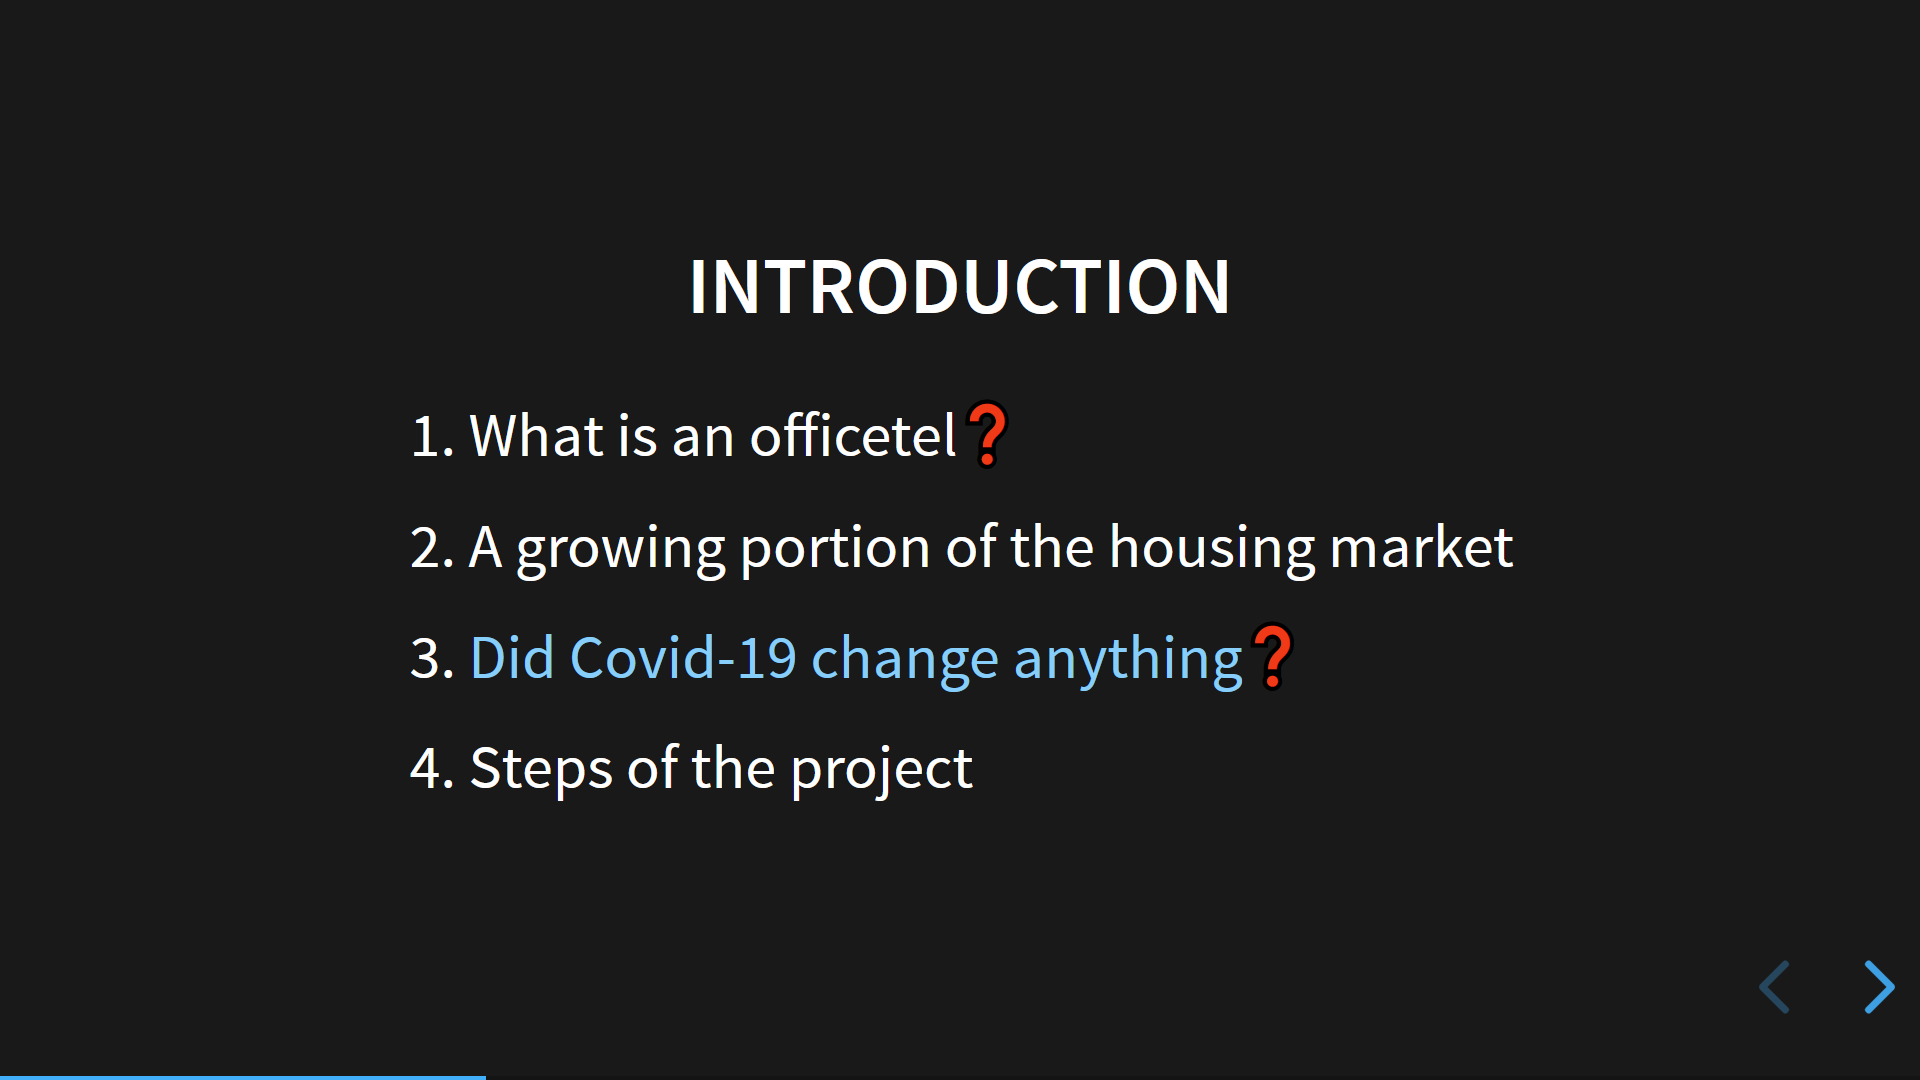 INTRODUCTION
1. What is an officetel❓
2. A growing portion of the housing market
3. Did Covid-19 change anything❓
4. Steps of the project